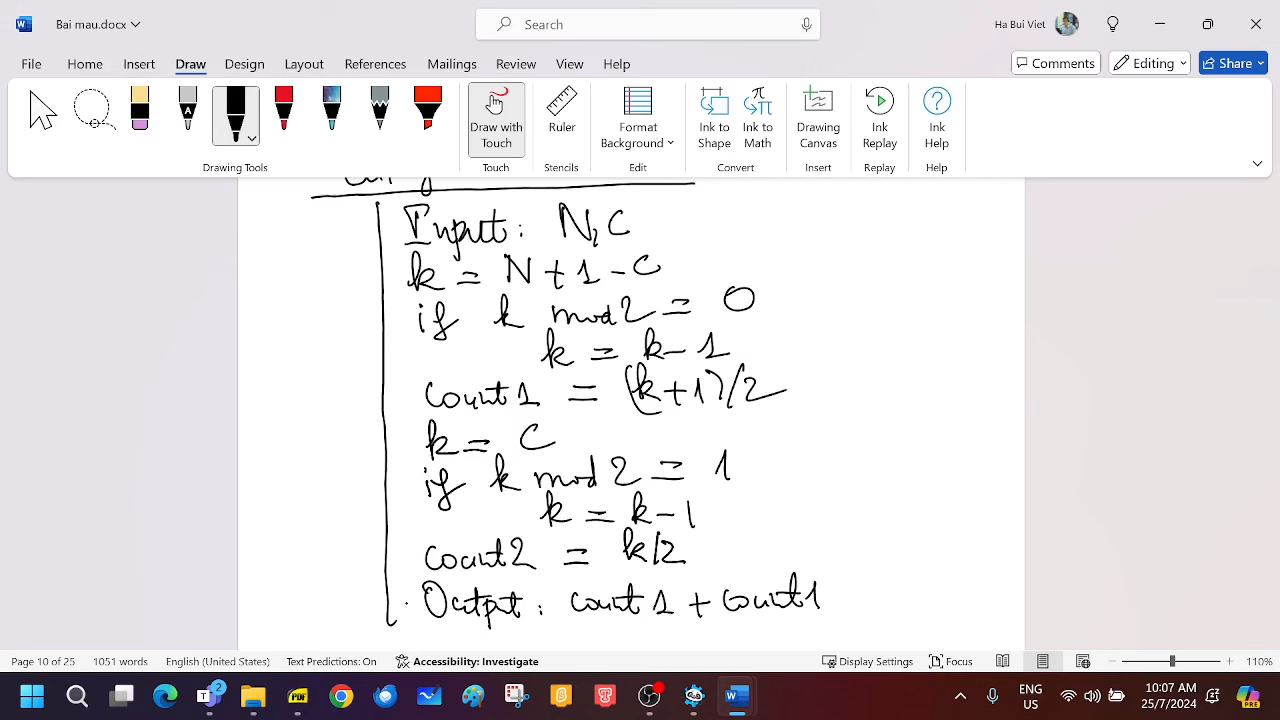 Bai mau.docx
Search
Ha Bui Viet
File Home Insert Draw Design Layout References Mailings Review View Help
Comments Editing Share
Draw with Touch
Ruler
Format Background
Ink to Shape
Ink to Math
Drawing Canvas
Ink Replay
Ink Help
Drawing Tools Touch Stencils Edit Convert Insert Replay Help
Input: N, C
k = N + 1 - C
if k mod 2 = 0
k = k - 1
count1 = (k+1)/2
k = C
if k mod 2 = 1
k = k - 1
count2 = k/2
Output: count1 + count1
Page 10 of 25 1051 words English (United States) Text Predictions: On Accessibility: Investigate Display Settings Focus 110%
ENG 10:07 AM
US 25/7/2024